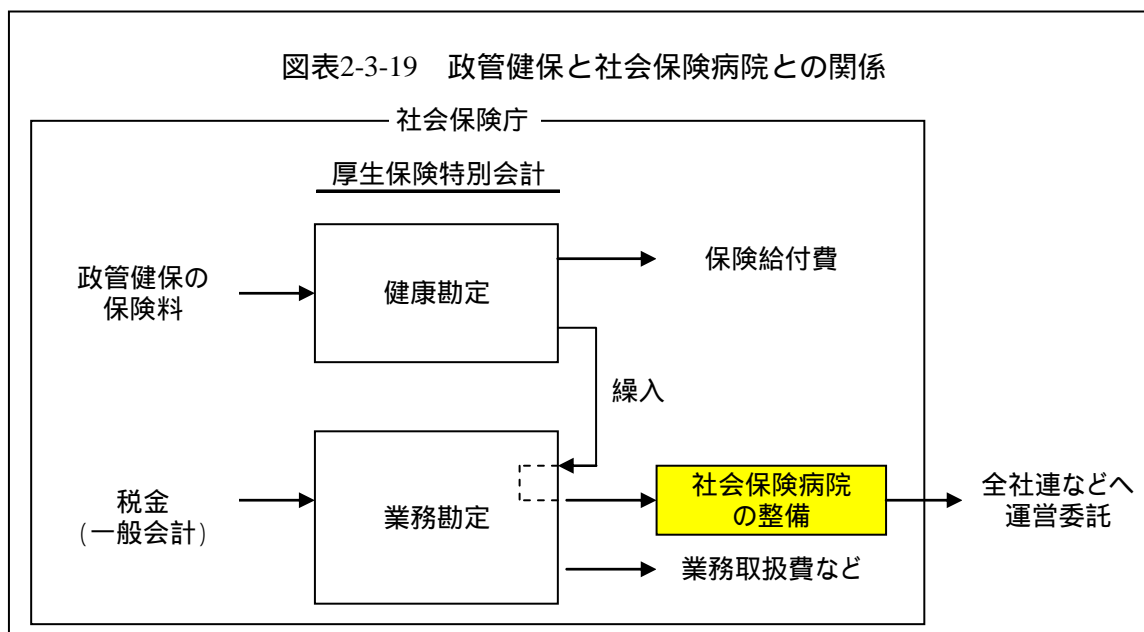 図表2-3-19 政管健保と社会保険病院との関係
社会保険庁
厚生保険特別会計
政管健保の
保険料
健康勘定
保険給付費
繰入
税金
(一般会計)
業務勘定
社会保険病院
の整備
全社連などへ
運営委託
業務取扱費など